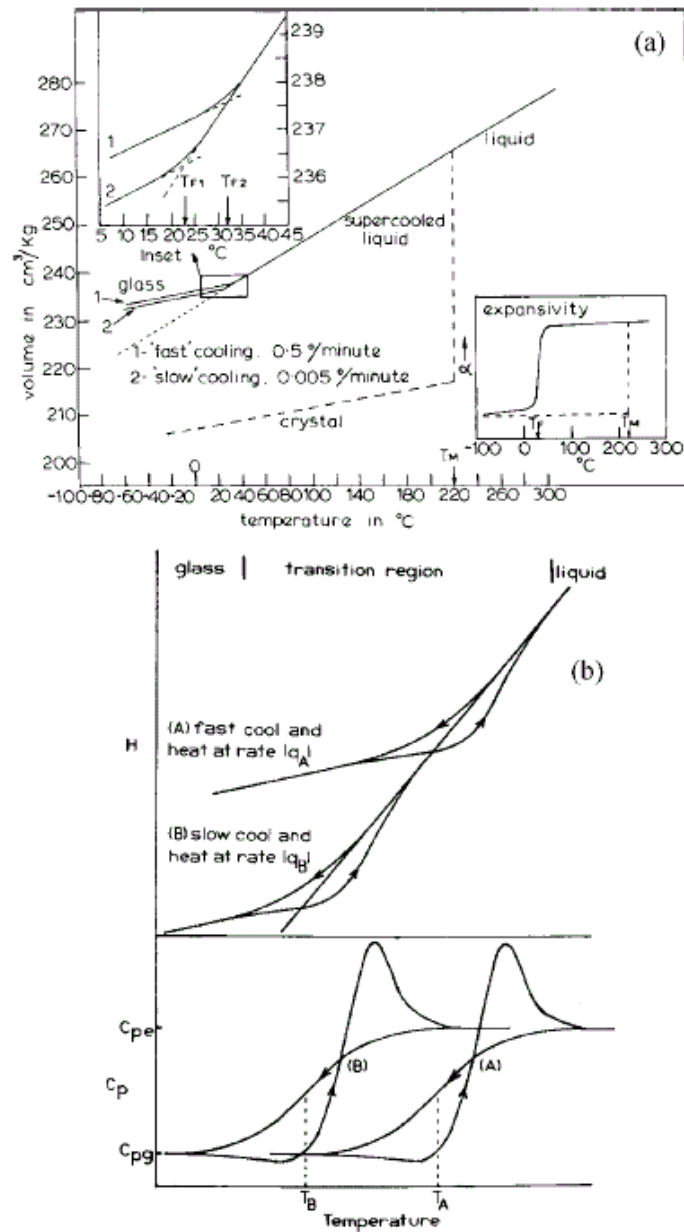 (a)
239
238
237
236
1
2
TF1
TF2
5 10 15 20 25 30 35 40 45
Inset
°C
280
270
260
250
240
230
220
210
200
volume in cm³/Kg
liquid
supercooled
liquid
glass
1
2
1- 'fast' cooling. 0·5 °/minute
2- 'slow' cooling. 0·005 °/minute
crystal
expansivity
α
TF
TM
-100 0 100 200 300
°C
0
TM
-100 -80 -60 -40 -20 20 40 60 80 100 140 180 220 260 300
temperature in °C
glass
transition region
liquid
(b)
H
(A) fast cool and
heat at rate |qA|
(B) slow cool and
heat at rate |qB|
Cpe
Cp
Cpg
(B)
(A)
TB
TA
Temperature